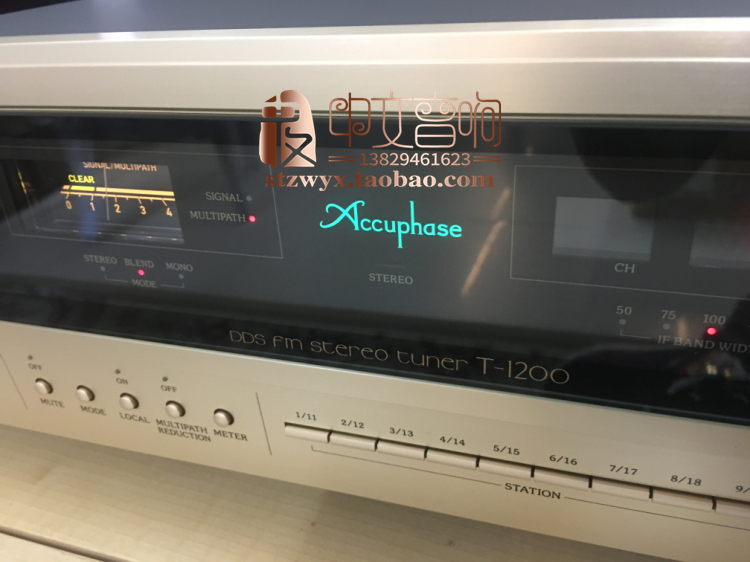 中文音响
13829461623
stzwyx.taobao.com
Accuphase
SIGNAL/MULTIPATH
CLEAR
0 1 2 3 4
SIGNAL
MULTIPATH
STEREO BLEND MONO
MODE
STEREO
CH
50 75 100
IF BAND
DDS FM stereo tuner T-1200
OFF ON OFF
MUTE MODE LOCAL MULTIPATH REDUCTION METER
1/11 2/12 3/13 4/14 5/15 6/16 7/17 8/18
STATION